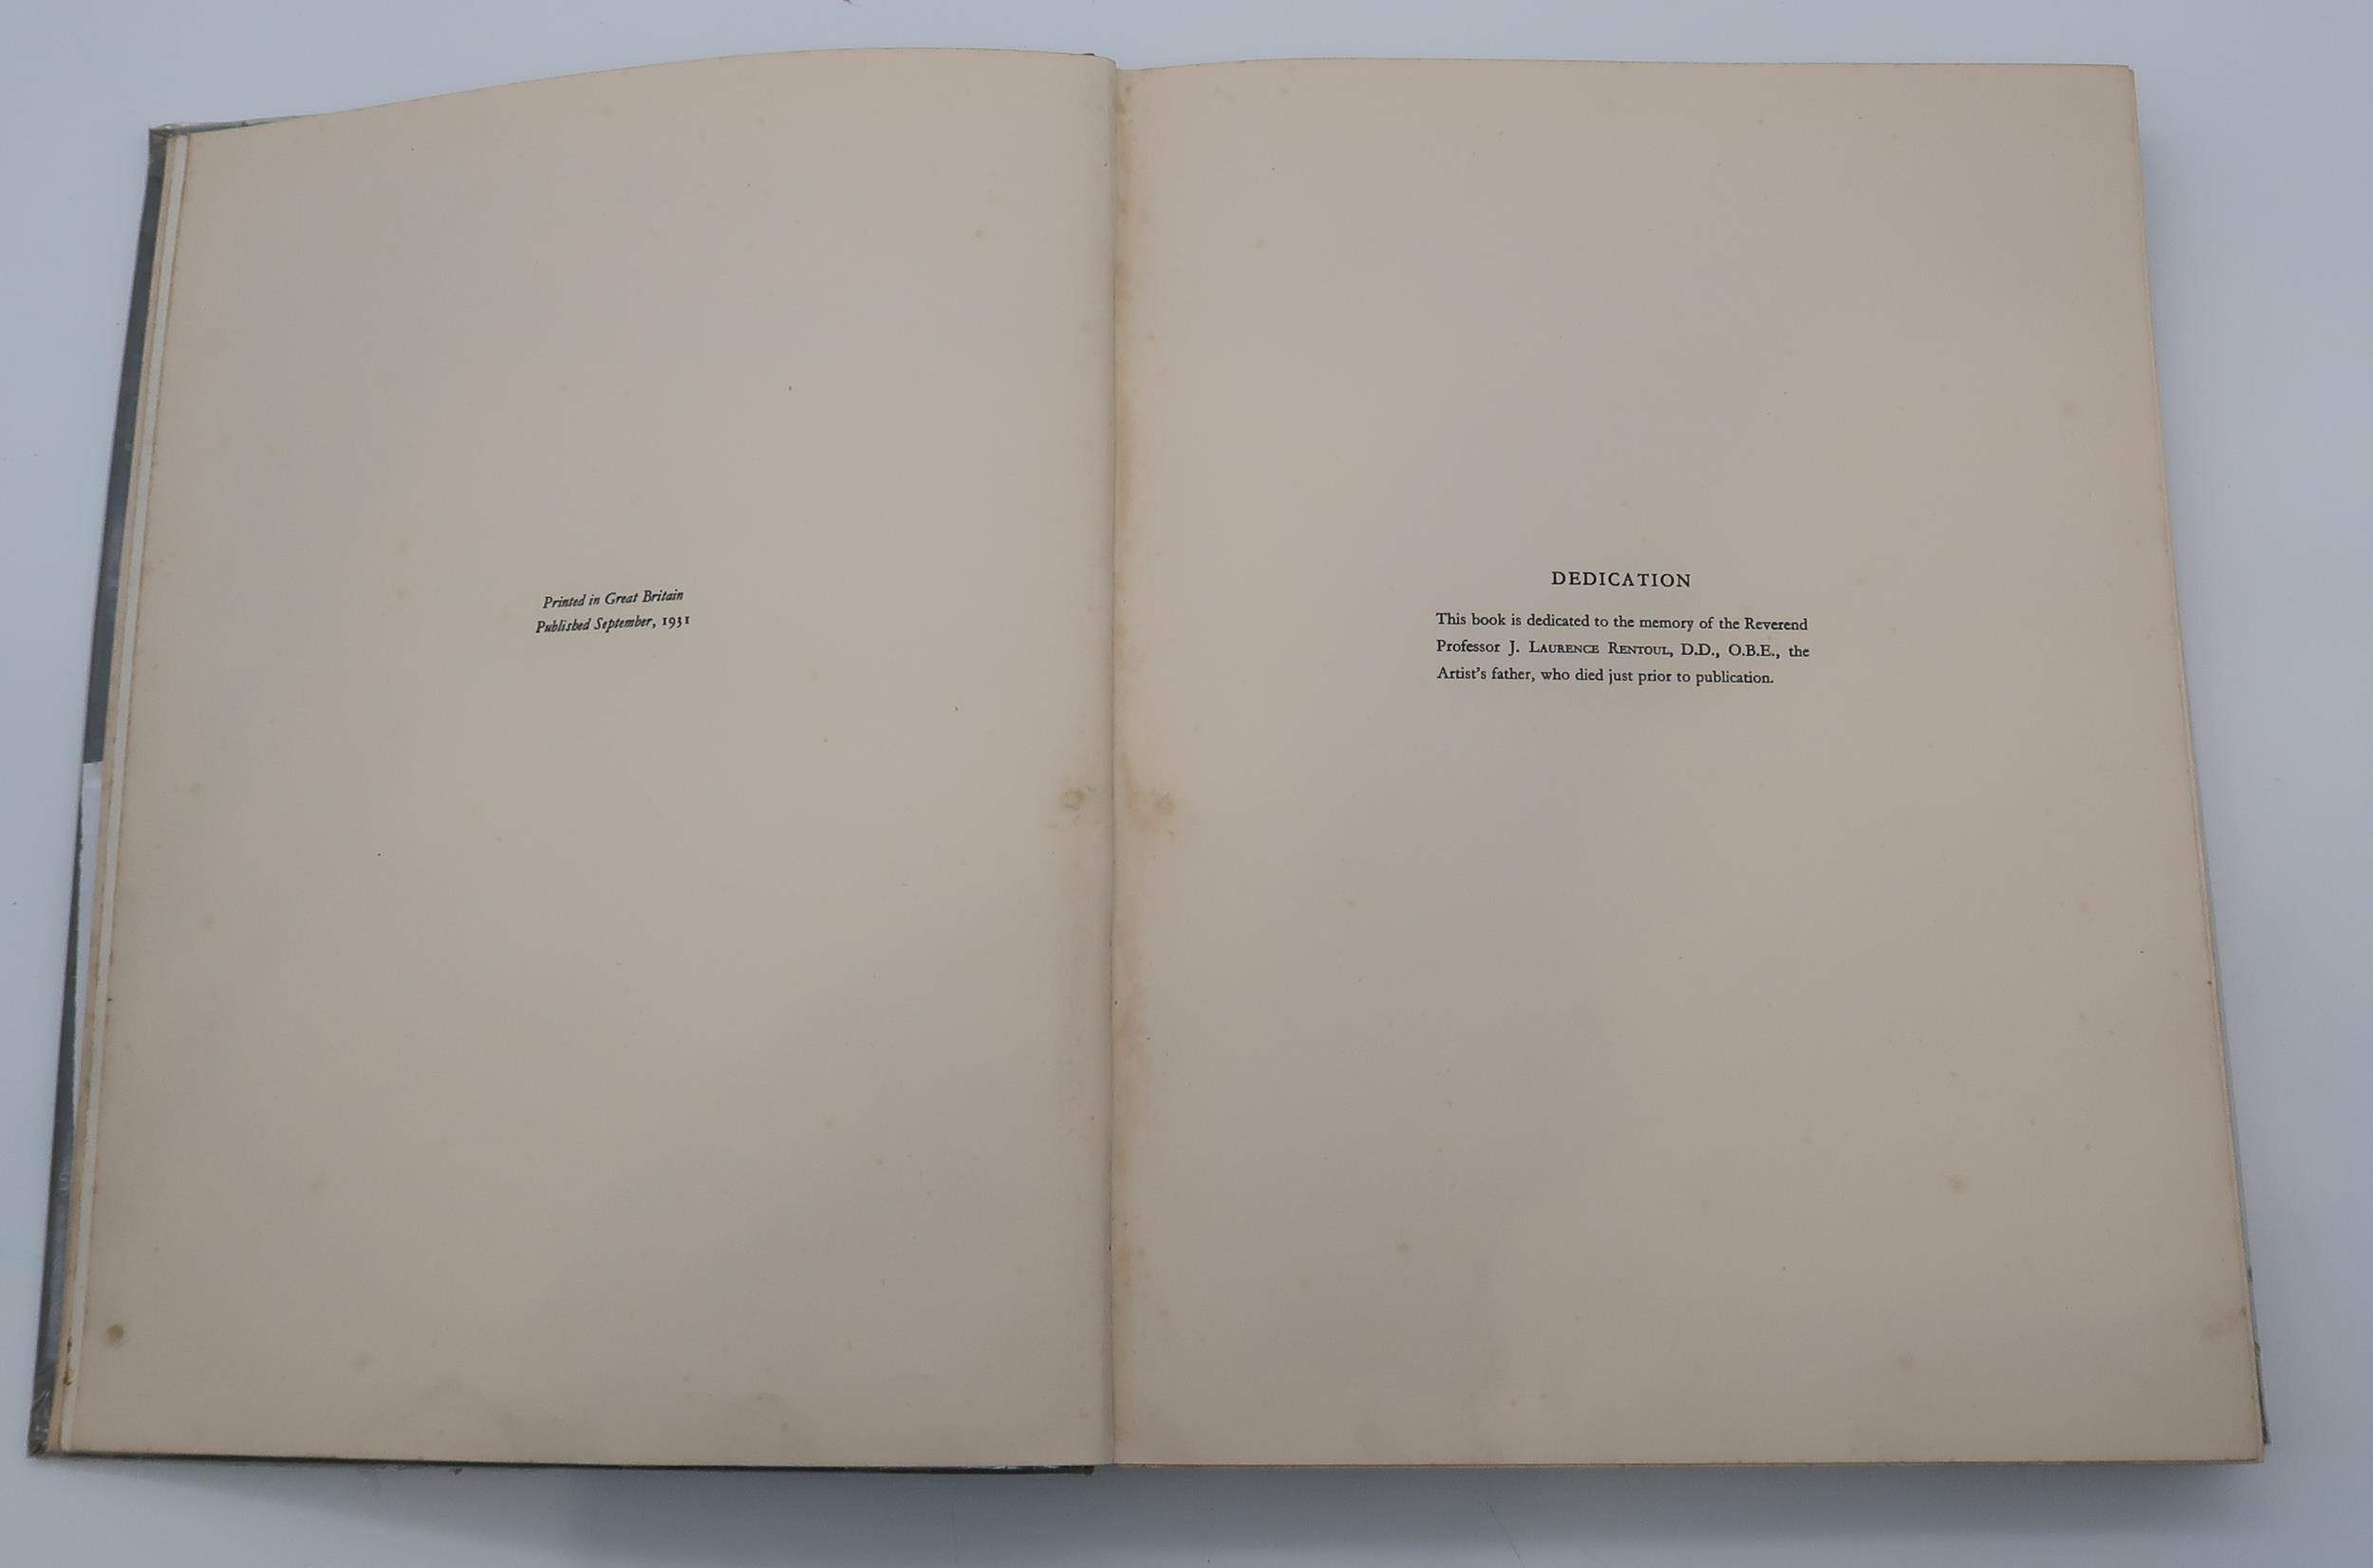 Printed in Great Britain
Published September, 1931
DEDICATION
This book is dedicated to the memory of the Reverend
Professor J. LAURENCE RENTOUL, D.D., O.B.E., the
Artist's father, who died just prior to publication.